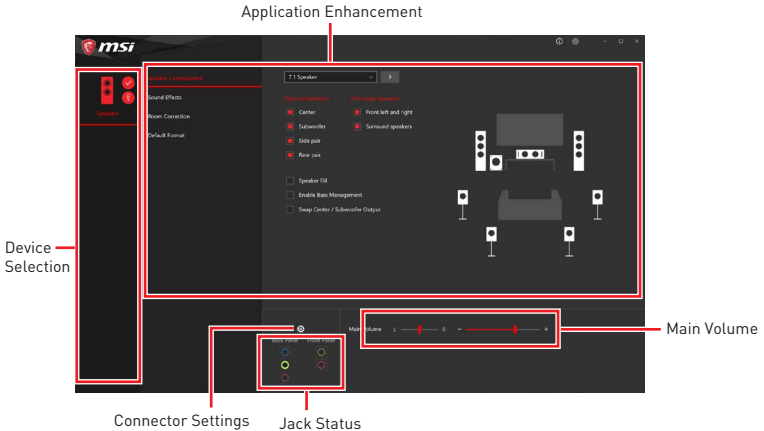 Application Enhancement
msi
Speaker Configuration
Sound Effects
Room Correction
Default Format
Speakers
7.1 Speaker
Optional Speakers
Full-range Speakers
Center
Front left and right
Subwoofer
Surround speakers
Side pair
Rear pair
Speaker Fill
Enable Bass Management
Swap Center / Subwoofer Output
Device
Selection
Main Volume
L
R
-
+
Main Volume
Back Panel
Front Panel
Connector Settings
Jack Status